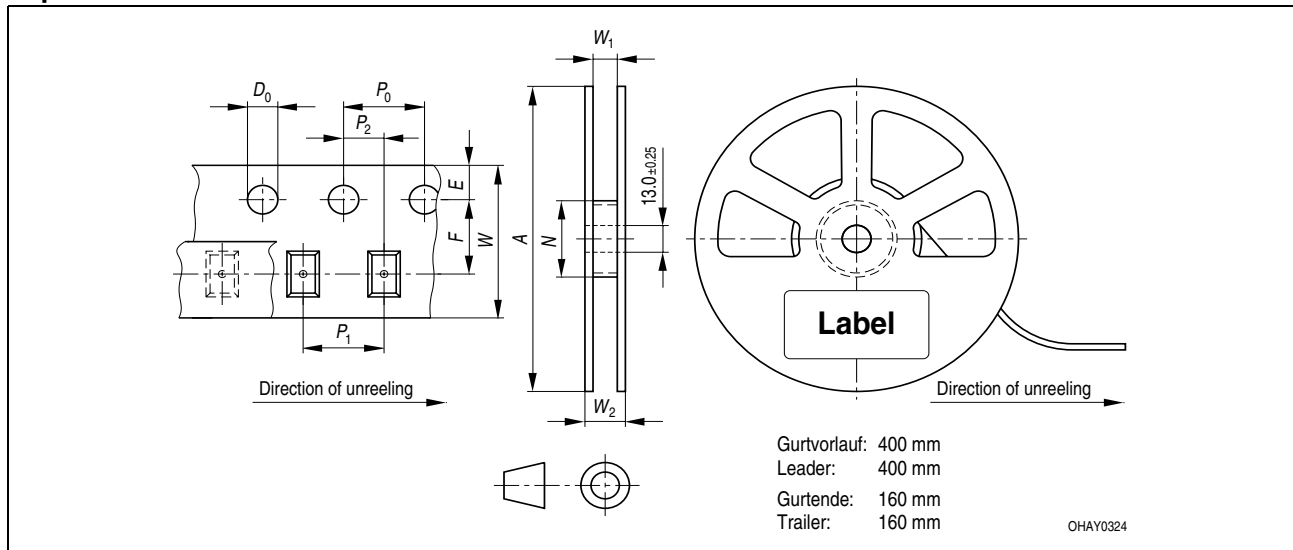 W₁
D₀
P₀
P₂
E
F
W
A
N
13.0±0.25
P₁
Label
Direction of unreeling
W₂
Direction of unreeling
Gurtvorlauf: 400 mm
Leader: 400 mm
Gurtende: 160 mm
Trailer: 160 mm
OHAY0324